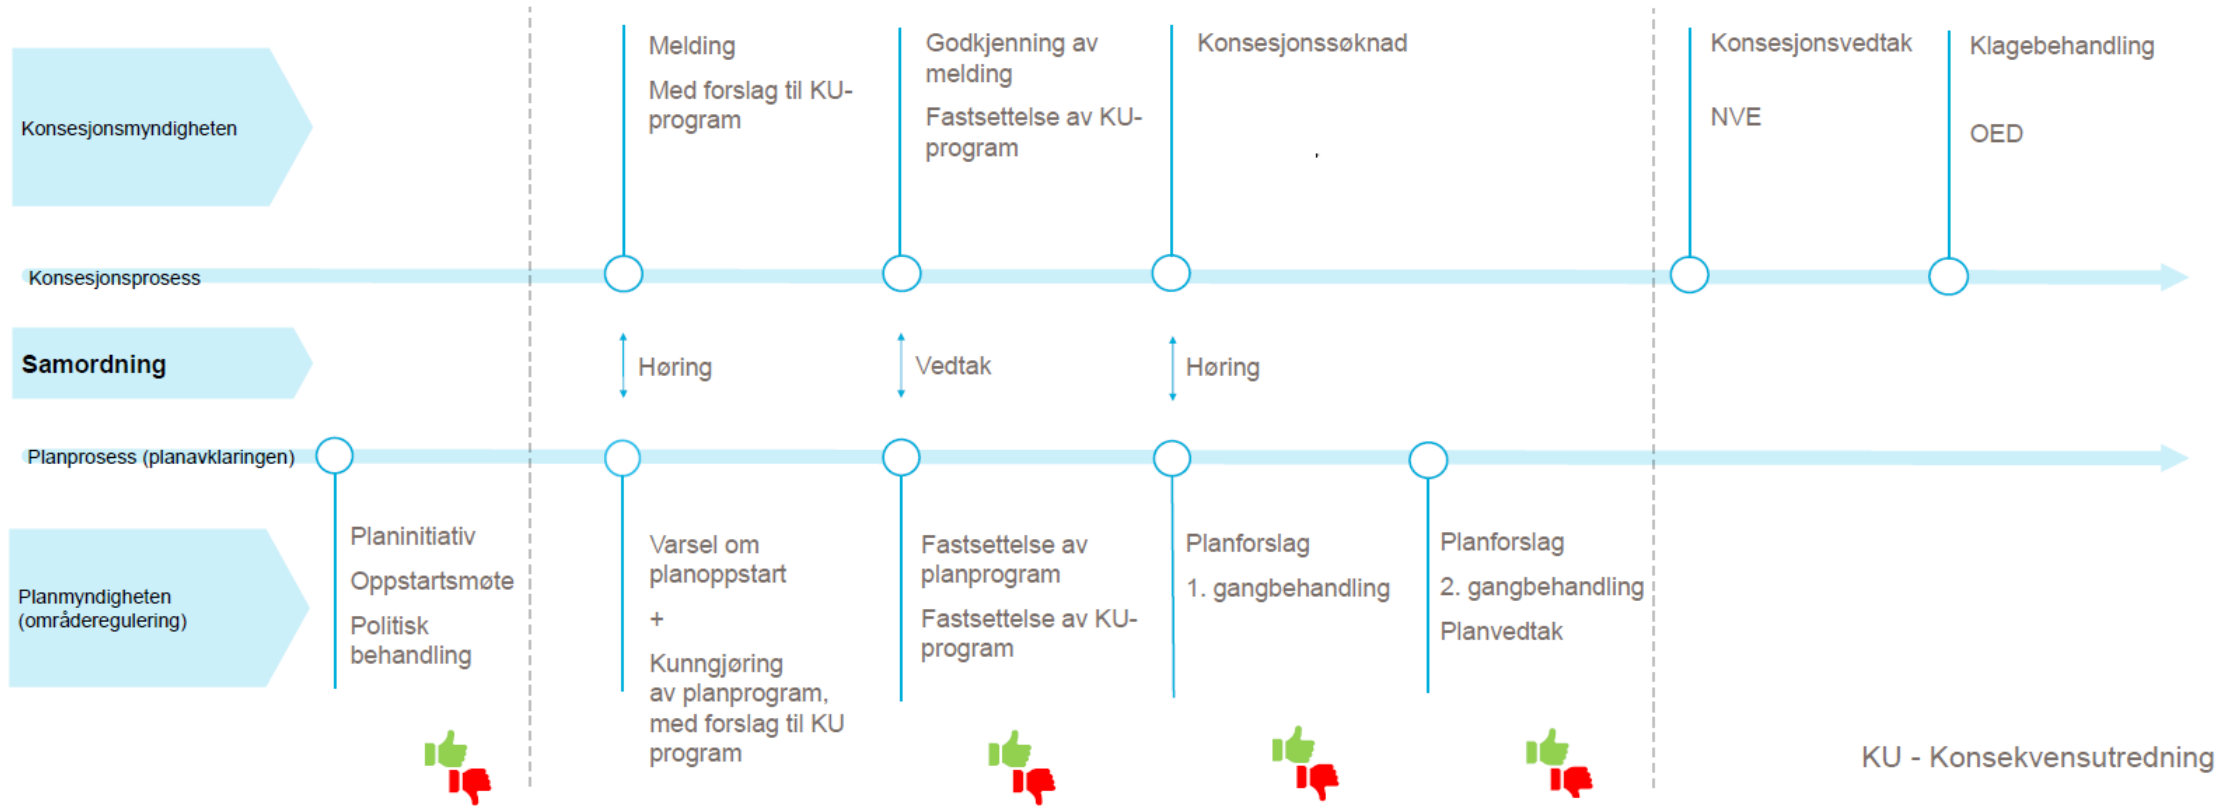 Konsesjonsmyndigheten
Melding
Med forslag til KU-
program
Godkjenning av
melding
Fastsettelse av KU-
program
Konsesjonssøknad
Konsesjonsvedtak
NVE
Klagebehandling
OED
Konsesjonsprosess
Samordning
Høring
Vedtak
Høring
Planprosess (planavklaringen)
Planmyndigheten
(områderegulering)
Planinitiativ
Oppstartsmøte
Politisk
behandling
Varsel om
planoppstart
+
Kunngjøring
av planprogram,
med forslag til KU
program
Fastsettelse av
planprogram
Fastsettelse av KU-
program
Planforslag
1. gangbehandling
Planforslag
2. gangbehandling
Planvedtak
KU - Konsekvensutredning